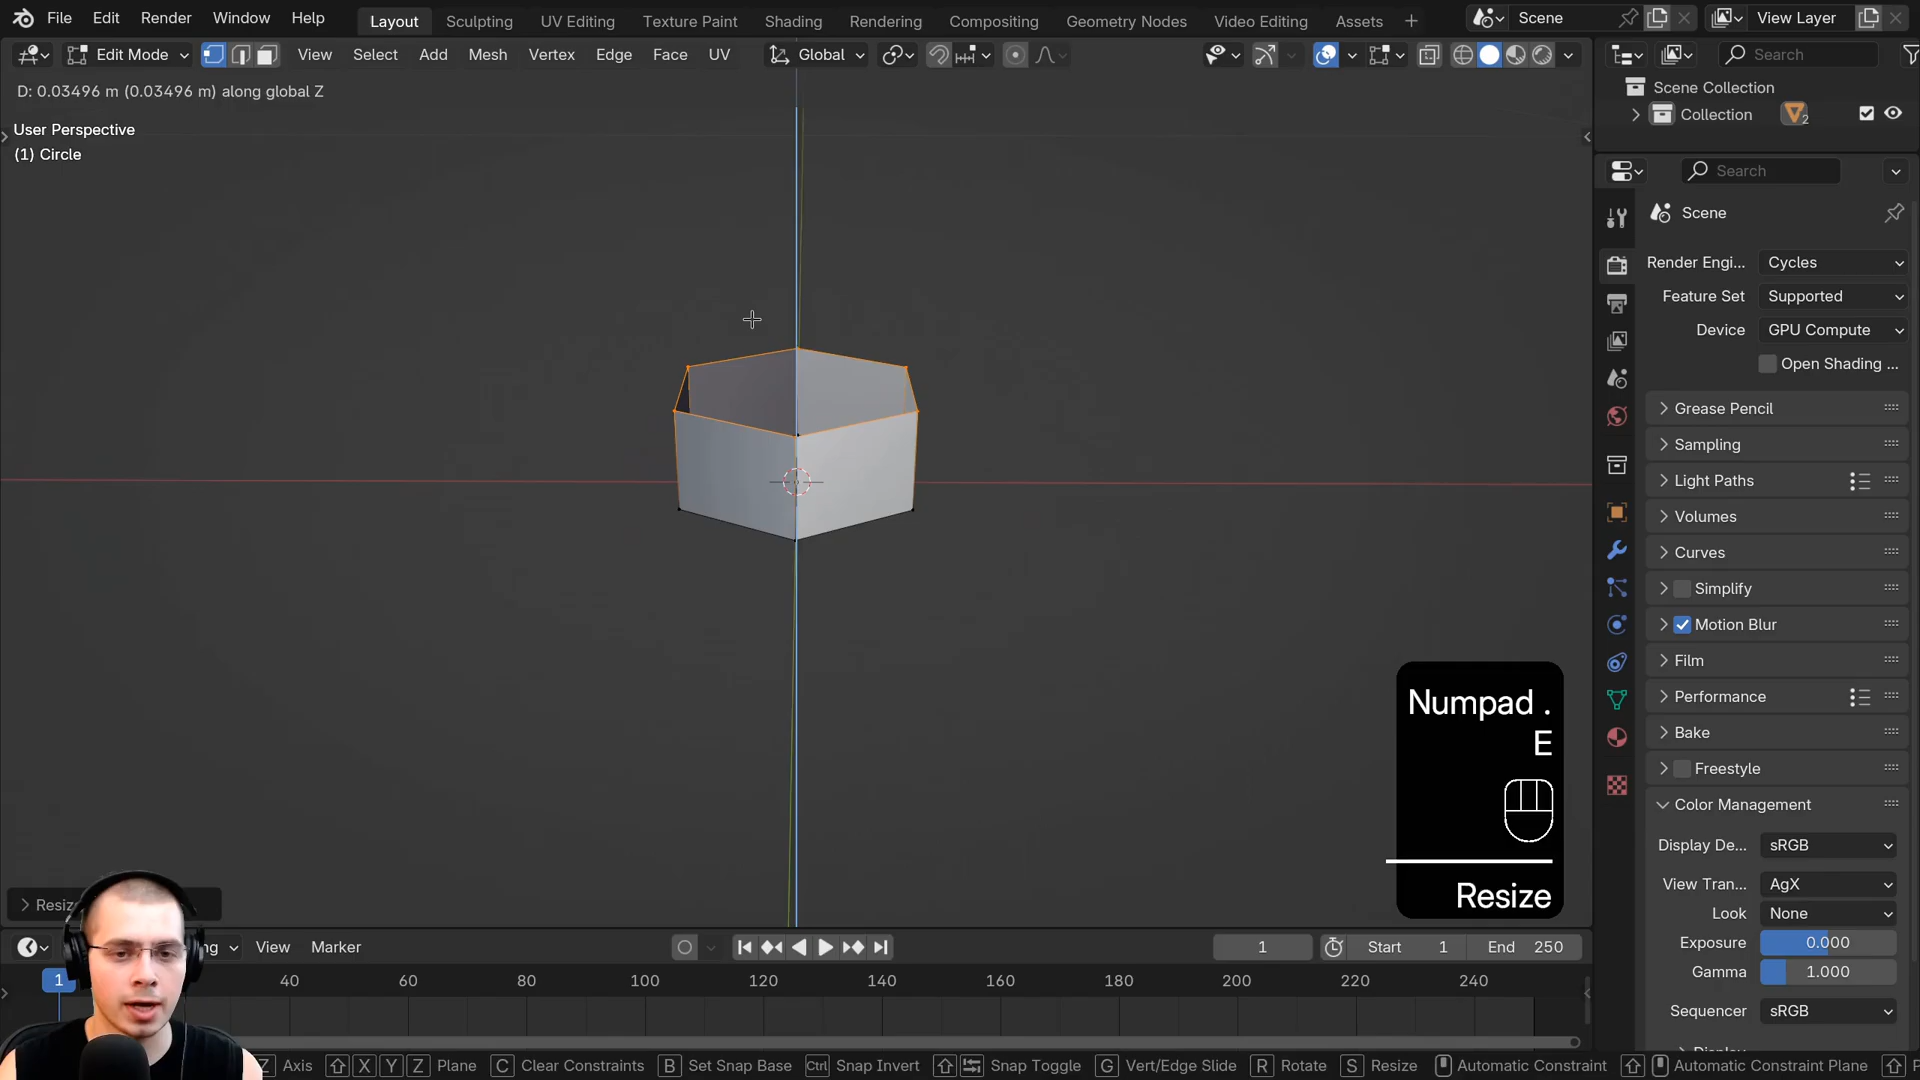 File Edit Render Window Help Layout Sculpting UV Editing Texture Paint Shading Rendering Compositing Geometry Nodes Video Editing Assets Scene View Layer
Edit Mode View Select Add Mesh Vertex Edge Face UV Global Search
D: 0.03496 m (0.03496 m) along global Z
User Perspective
(1) Circle
Scene Collection
Collection 2
Search
Scene
Render Engi... Cycles
Feature Set Supported
Device GPU Compute
Open Shading ...
Grease Pencil
Sampling
Light Paths
Volumes
Curves
Simplify
Motion Blur
Film
Performance
Bake
Freestyle
Color Management
Display De... sRGB
View Tran... AgX
Look None
Exposure 0.000
Gamma 1.000
Sequencer sRGB
Numpad .
E
Resize
View Marker 1 Start 1 End 250
1 40 60 80 100 120 140 160 180 200 220 240
Z Axis X Y Z Plane C Clear Constraints B Set Snap Base Ctrl Snap Invert Snap Toggle G Vert/Edge Slide R Rotate S Resize Automatic Constraint Automatic Constraint Plane